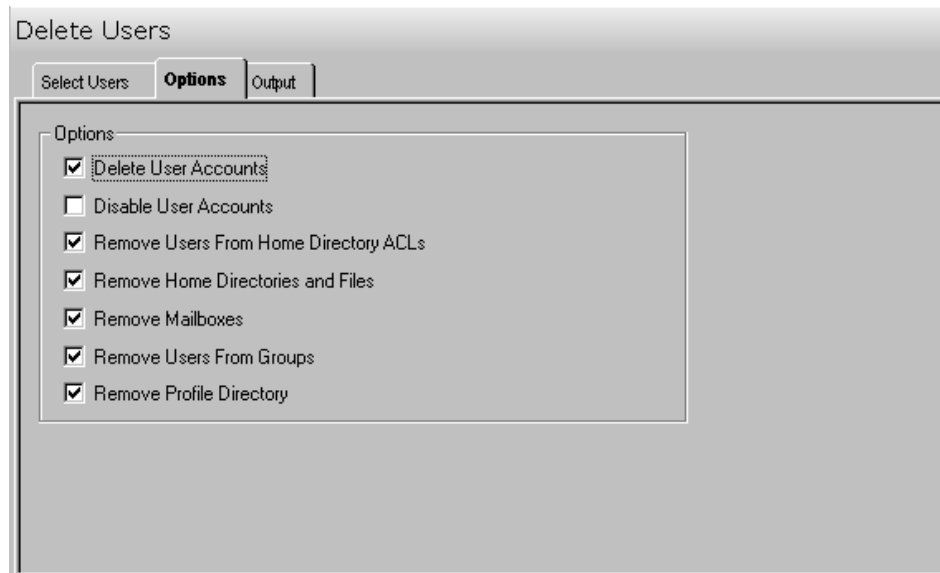 Delete Users
Select Users Options Output
Options
Delete User Accounts
Disable User Accounts
Remove Users From Home Directory ACLs
Remove Home Directories and Files
Remove Mailboxes
Remove Users From Groups
Remove Profile Directory